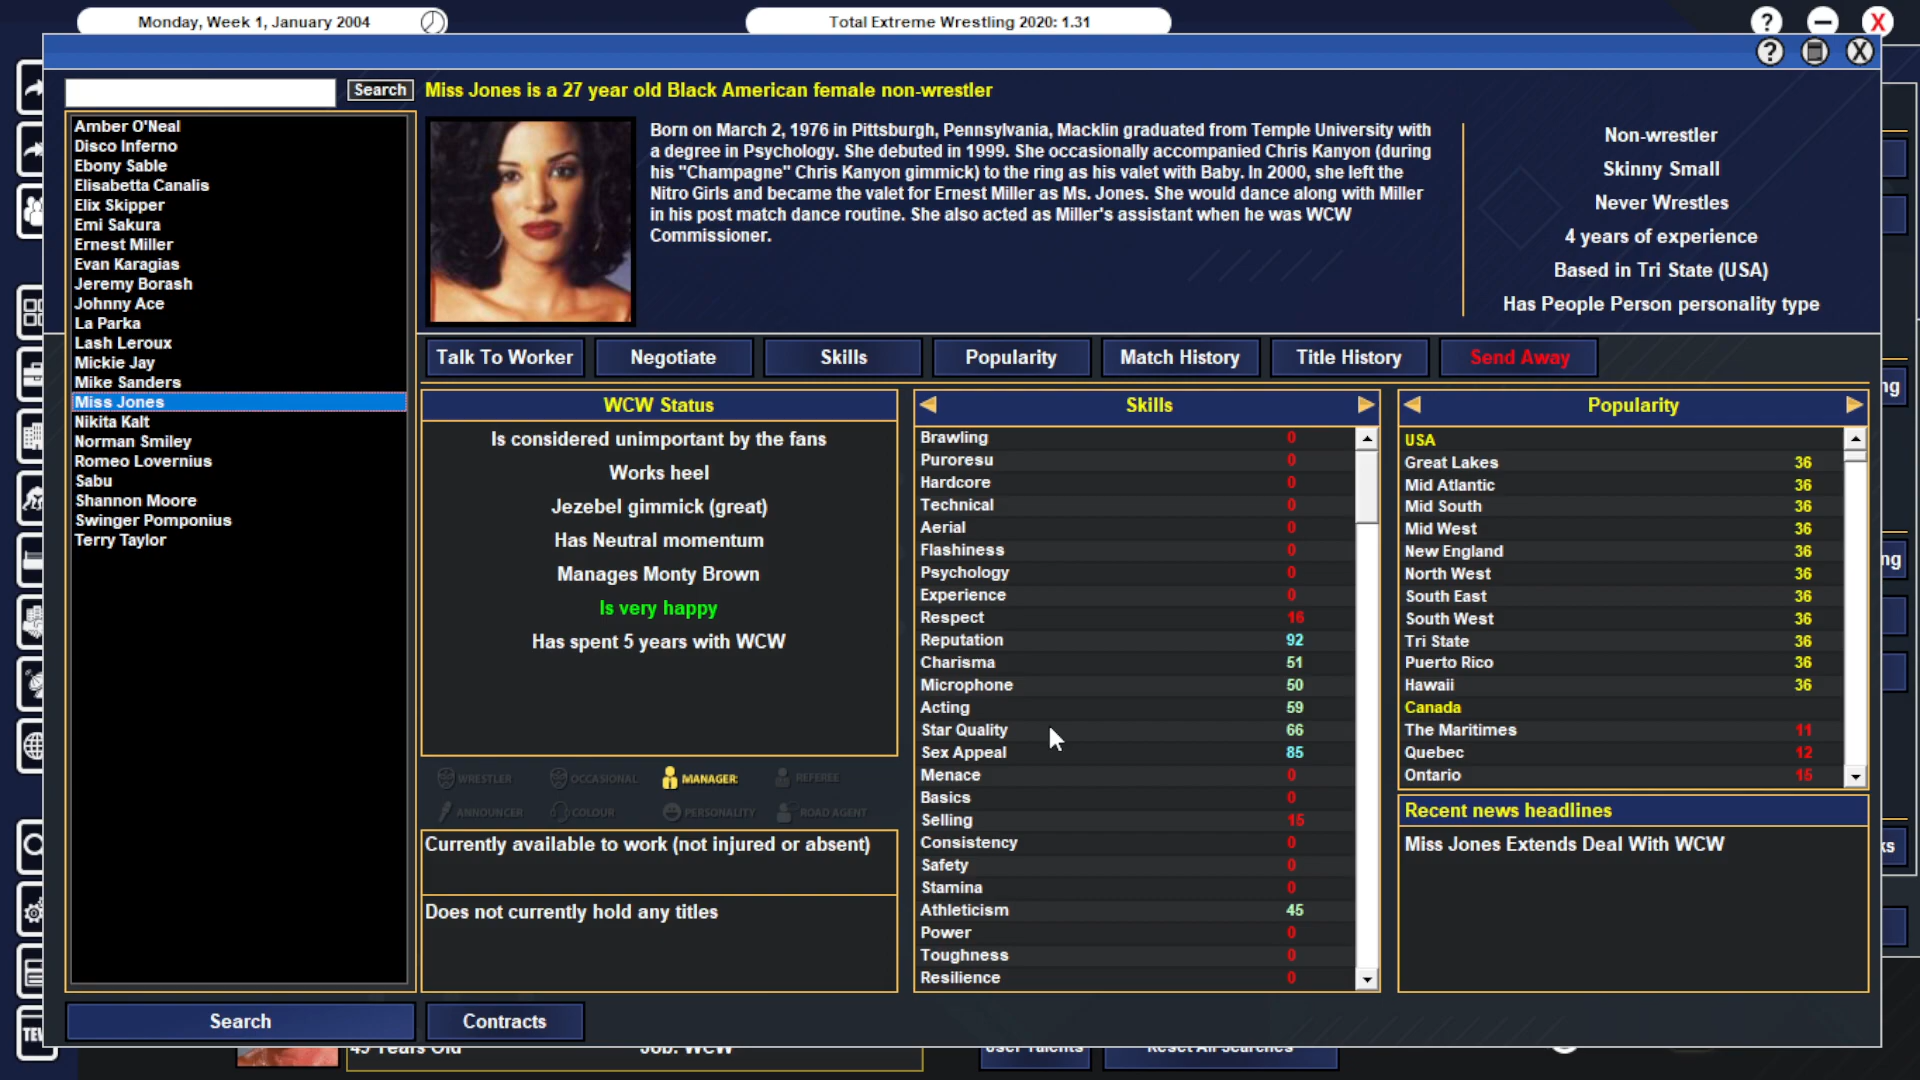 Monday, Week 1, January 2004
Total Extreme Wrestling 2020: 1.31
?
X
?
X
Search
Miss Jones is a 27 year old Black American female non-wrestler
Amber O'Neal
Disco Inferno
Ebony Sable
Elisabetta Canalis
Elix Skipper
Emi Sakura
Ernest Miller
Evan Karagias
Jeremy Borash
Johnny Ace
La Parka
Lash Leroux
Mickie Jay
Mike Sanders
Miss Jones
Nikita Kalt
Norman Smiley
Romeo Lovernius
Sabu
Shannon Moore
Swinger Pomponius
Terry Taylor
Born on March 2, 1976 in Pittsburgh, Pennsylvania, Macklin graduated from Temple University with
a degree in Psychology. She debuted in 1999. She occasionally accompanied Chris Kanyon (during
his "Champagne" Chris Kanyon gimmick) to the ring as his valet with Baby. In 2000, she left the
Nitro Girls and became the valet for Ernest Miller as Ms. Jones. She would dance along with Miller
in his post match dance routine. She also acted as Miller's assistant when he was WCW
Commissioner.
Non-wrestler
Skinny Small
Never Wrestles
4 years of experience
Based in Tri State (USA)
Has People Person personality type
Talk To Worker
Negotiate
Skills
Popularity
Match History
Title History
Send Away
WCW Status
Is considered unimportant by the fans
Works heel
Jezebel gimmick (great)
Has Neutral momentum
Manages Monty Brown
Is very happy
Has spent 5 years with WCW
WRESTLER
OCCASIONAL
MANAGER
REFEREE
ANNOUNCER
COLOUR
PERSONALITY
ROAD AGENT
Currently available to work (not injured or absent)
Does not currently hold any titles
Skills
Brawling 0
Puroresu 0
Hardcore 0
Technical 0
Aerial 0
Flashiness 0
Psychology 0
Experience 0
Respect 16
Reputation 92
Charisma 51
Microphone 50
Acting 59
Star Quality 66
Sex Appeal 85
Menace 0
Basics 0
Selling 15
Consistency 0
Safety 0
Stamina 0
Athleticism 45
Power 0
Toughness 0
Resilience 0
Popularity
USA
Great Lakes 36
Mid Atlantic 36
Mid South 36
Mid West 36
New England 36
North West 36
South East 36
South West 36
Tri State 36
Puerto Rico 36
Hawaii 36
Canada
The Maritimes 11
Quebec 12
Ontario 15
Recent news headlines
Miss Jones Extends Deal With WCW
ng
ng
ks
Search
Contracts
TEW
45 Years Old
Job: WCW
User Talents
Reset All Searches